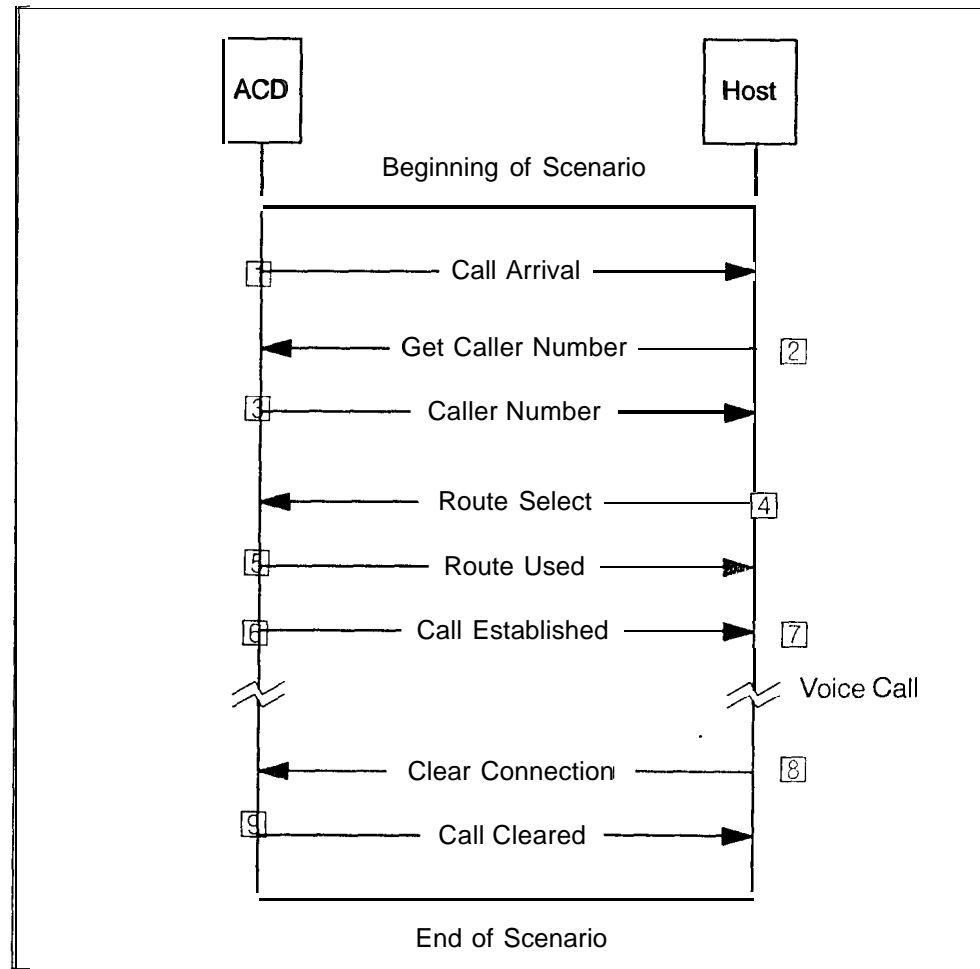 ACD Host
Beginning of Scenario
1 Call Arrival
Get Caller Number 2
3 Caller Number
Route Select 4
5 Route Used
6 Call Established 7
Voice Call
Clear Connection 8
9 Call Cleared
End of Scenario